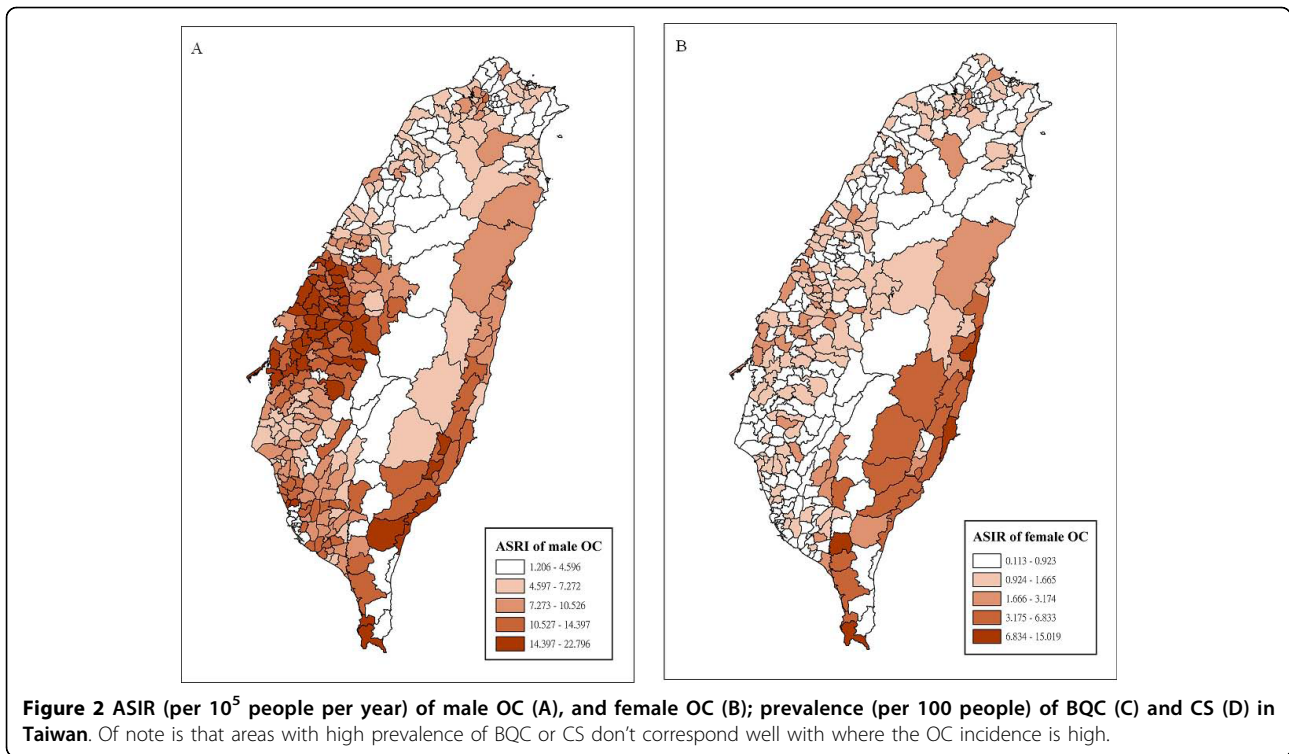 A
ASRI of male OC
1.206 - 4.596
4.597 - 7.272
7.273 - 10.526
10.527 - 14.397
14.397 - 22.796
B
ASIR of female OC
0.113 - 0.923
0.924 - 1.665
1.666 - 3.174
3.175 - 6.833
6.834 - 15.019
Figure 2 ASIR (per 10⁵ people per year) of male OC (A), and female OC (B); prevalence (per 100 people) of BQC (C) and CS (D) in
Taiwan. Of note is that areas with high prevalence of BQC or CS don't correspond well with where the OC incidence is high.